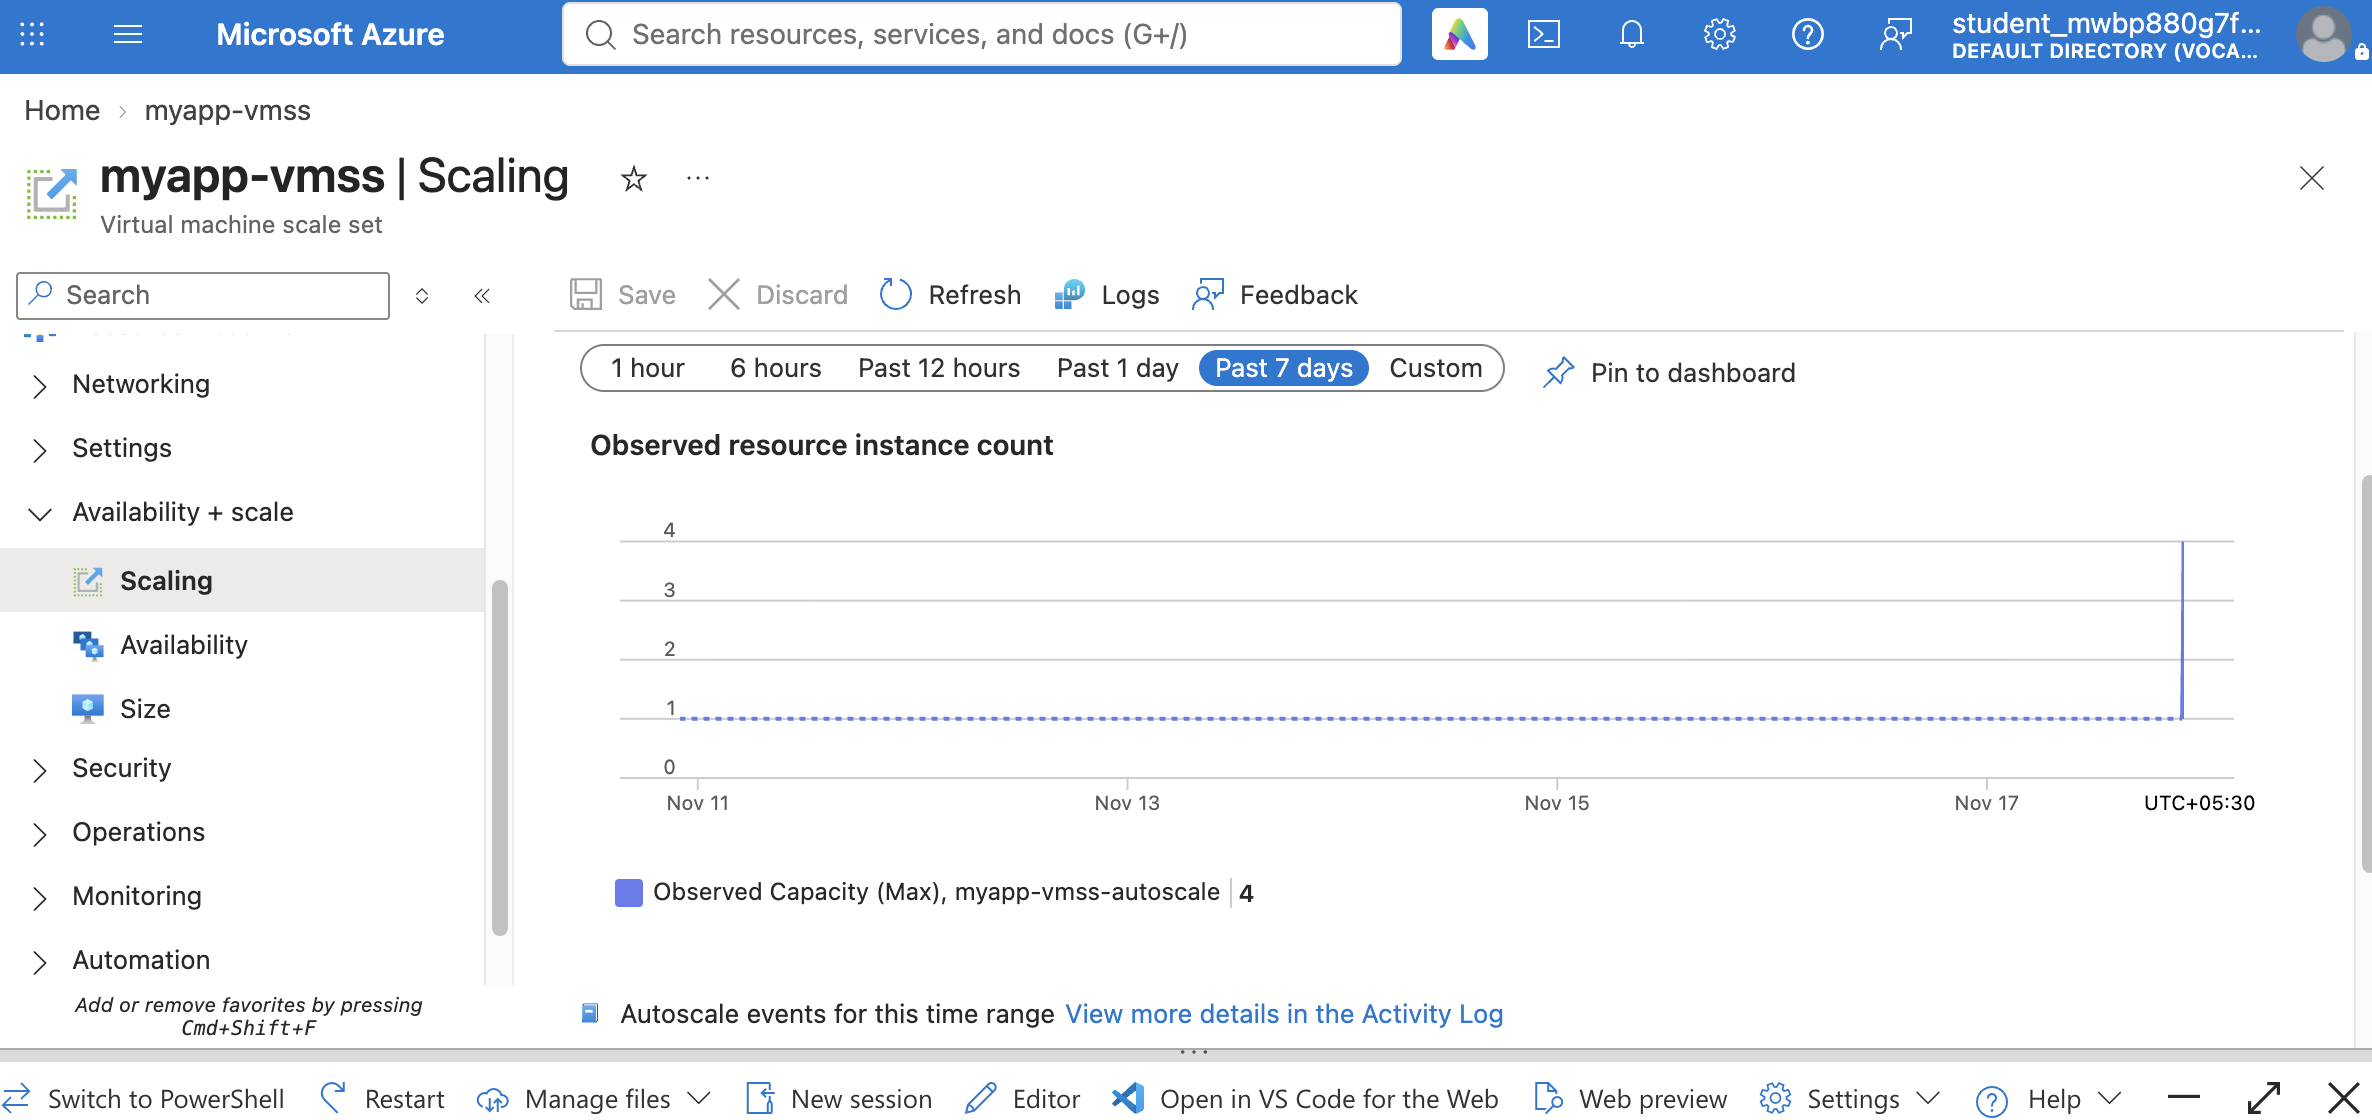 Microsoft Azure
Search resources, services, and docs (G+/)
student_mwbp880g7f...
DEFAULT DIRECTORY (VOCA...
Home > myapp-vmss
myapp-vmss | Scaling
Virtual machine scale set
Search
Save Discard Refresh Logs Feedback
1 hour 6 hours Past 12 hours Past 1 day Past 7 days Custom
Pin to dashboard
Networking
Settings
Availability + scale
Scaling
Availability
Size
Security
Operations
Monitoring
Automation
Add or remove favorites by pressing
Cmd+Shift+F
Observed resource instance count
4
3
2
1
0
Nov 11 Nov 13 Nov 15 Nov 17 UTC+05:30
Observed Capacity (Max), myapp-vmss-autoscale | 4
Autoscale events for this time range View more details in the Activity Log
Switch to PowerShell Restart Manage files New session Editor Open in VS Code for the Web Web preview Settings Help